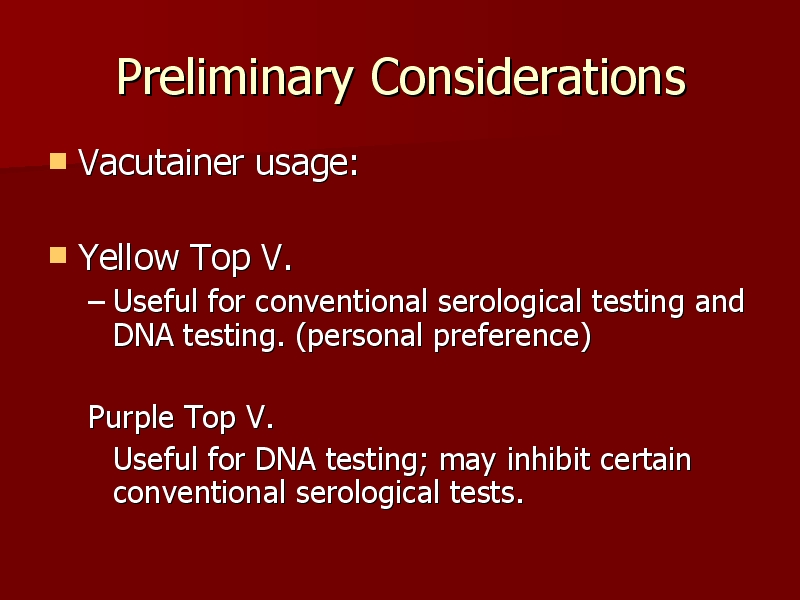 Preliminary Considerations
Vacutainer usage:
Yellow Top V.
– Useful for conventional serological testing and
DNA testing. (personal preference)
Purple Top V.
Useful for DNA testing; may inhibit certain
conventional serological tests.